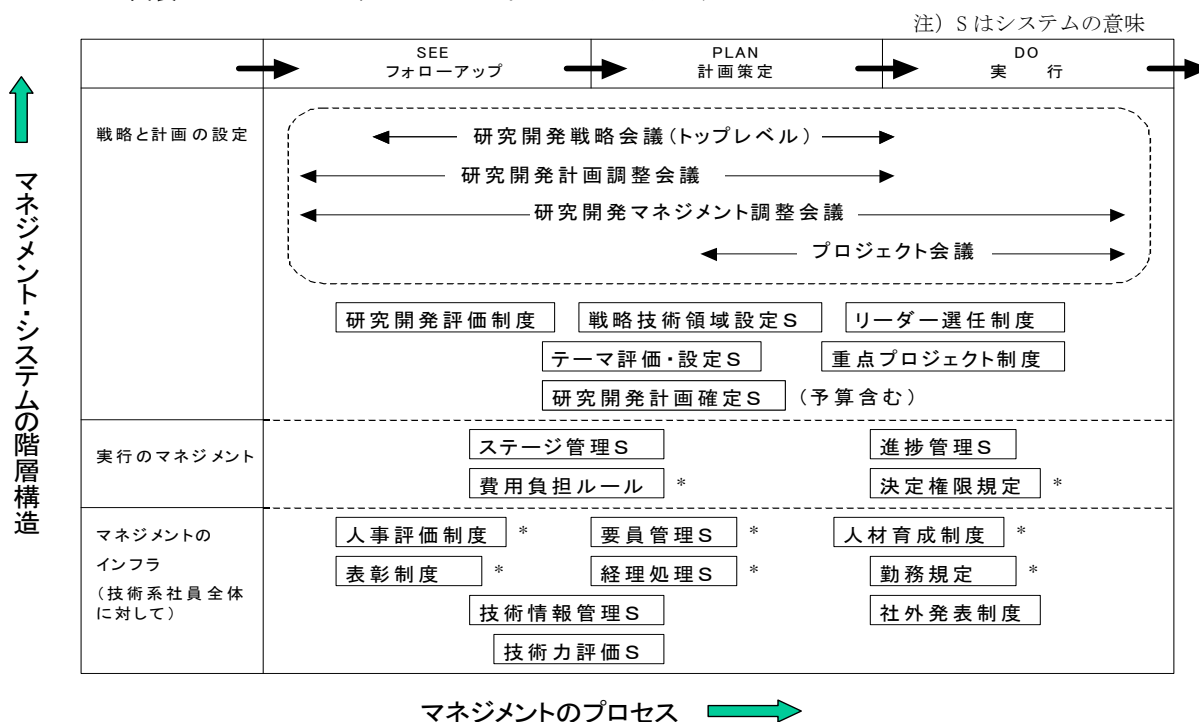 注）Sはシステムの意味
SEE
フォローアップ
PLAN
計画策定
DO
実 行
戦略と計画の設定
研究開発戦略会議（トップレベル）
研究開発計画調整会議
研究開発マネジメント調整会議
プロジェクト会議
研究開発評価制度 戦略技術領域設定S リーダー選任制度
テーマ評価・設定S 重点プロジェクト制度
研究開発計画確定S （予算含む）
実行のマネジメント
ステージ管理S 進捗管理S
費用負担ルール * 決定権限規定 *
マネジメントの
インフラ
（技術系社員全体
に対して）
人事評価制度 * 要員管理S * 人材育成制度 *
表彰制度 * 経理処理S * 勤務規定 *
技術情報管理S 社外発表制度
技術力評価S
マネジメント・システムの階層構造
マネジメントのプロセス